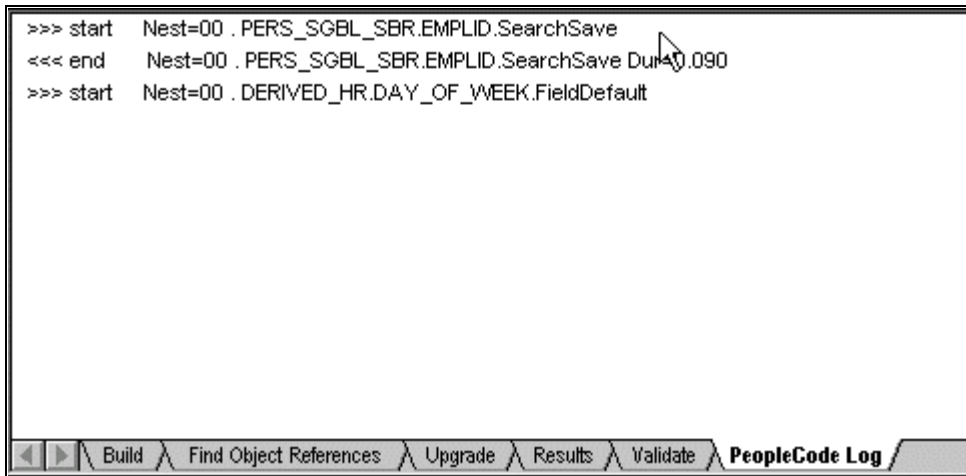 >>> start Nest=00 . PERS_SGBL_SBR.EMPLID.SearchSave
<<< end Nest=00 . PERS_SGBL_SBR.EMPLID.SearchSave Dur=0.090
>>> start Nest=00 . DERIVED_HR.DAY_OF_WEEK.FieldDefault
Build Find Object References Upgrade Results Validate PeopleCode Log